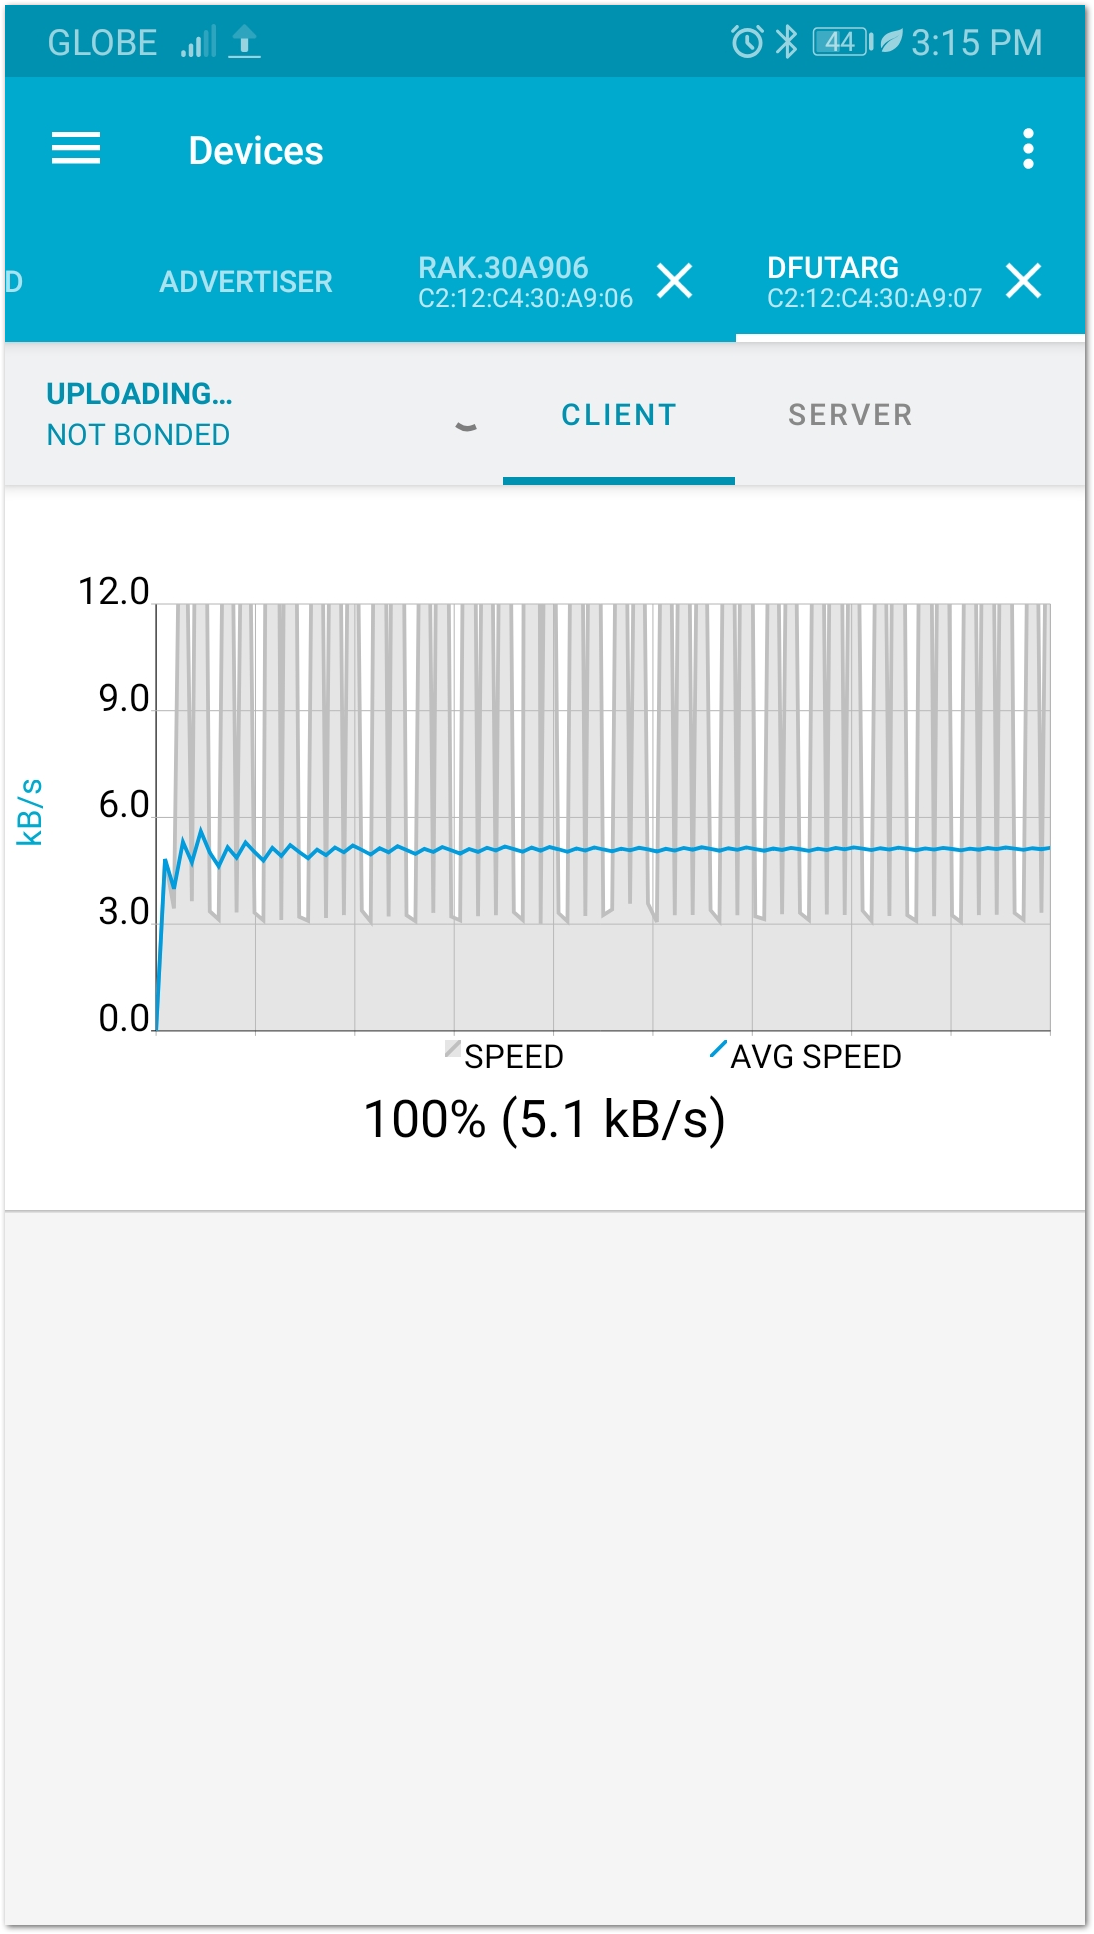 GLOBE 44 3:15 PM
Devices
D ADVERTISER RAK.30A906 DFUTARG
C2:12:C4:30:A9:06 C2:12:C4:30:A9:07
UPLOADING...
NOT BONDED
CLIENT SERVER
12.0
9.0
6.0
3.0
0.0
kB/s
SPEED AVG SPEED
100% (5.1 kB/s)